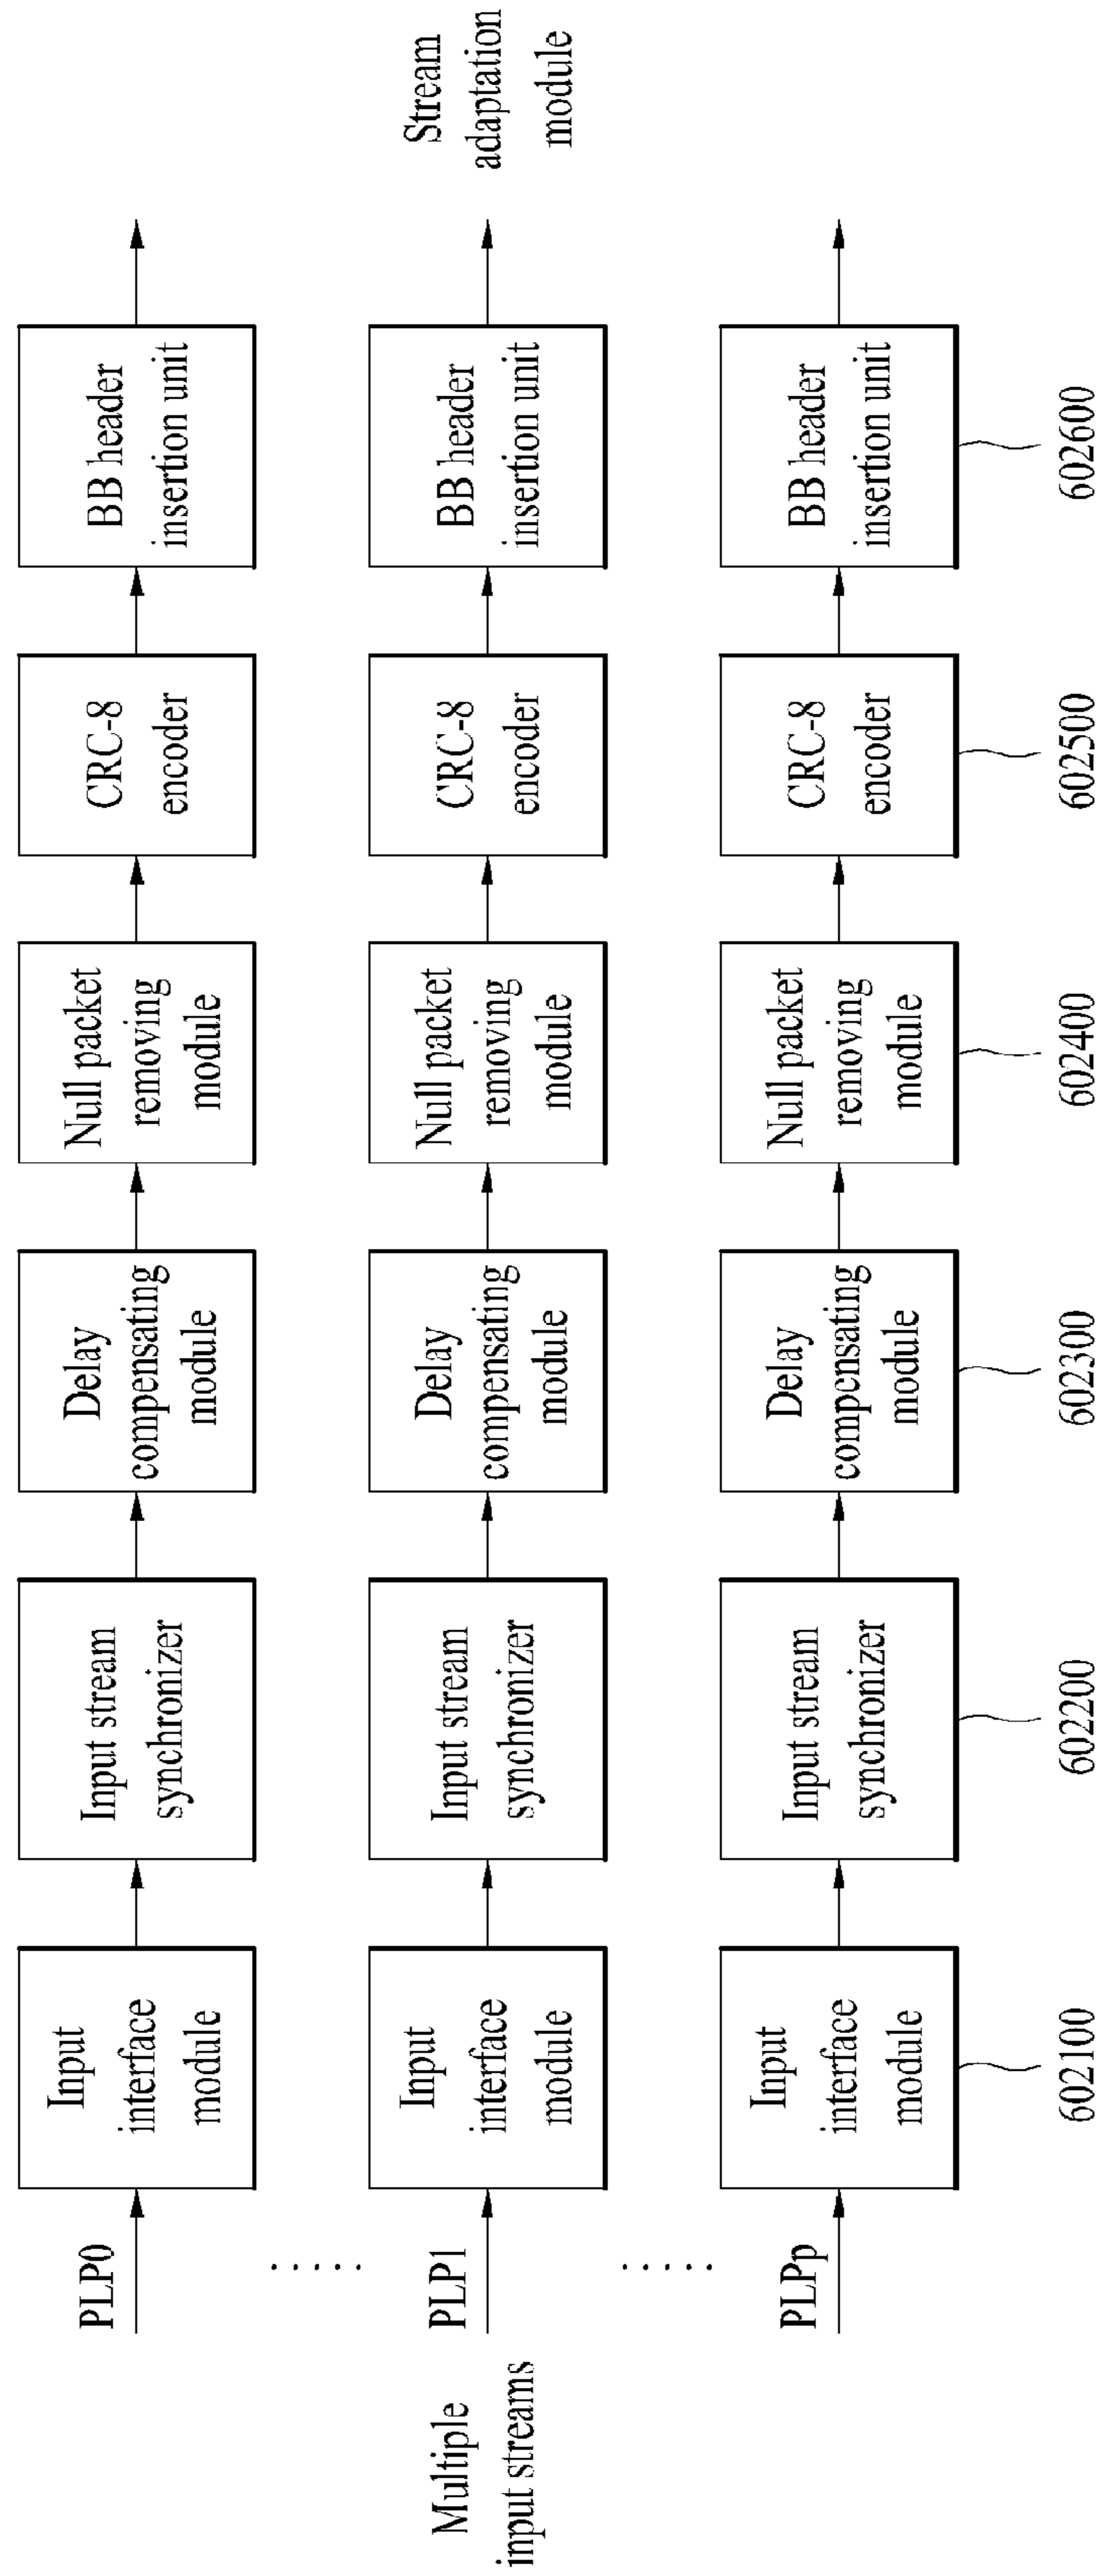 Multiple
input streams
PLP0
Input
interface
module
Input stream
synchronizer
Delay
compensating
module
Null packet
removing
module
CRC-8
encoder
BB header
insertion unit
.....
PLP1
Input
interface
module
Input stream
synchronizer
Delay
compensating
module
Null packet
removing
module
CRC-8
encoder
BB header
insertion unit
Stream
adaptation
module
.....
PLPp
Input
interface
module
Input stream
synchronizer
Delay
compensating
module
Null packet
removing
module
CRC-8
encoder
BB header
insertion unit
602100
602200
602300
602400
602500
602600